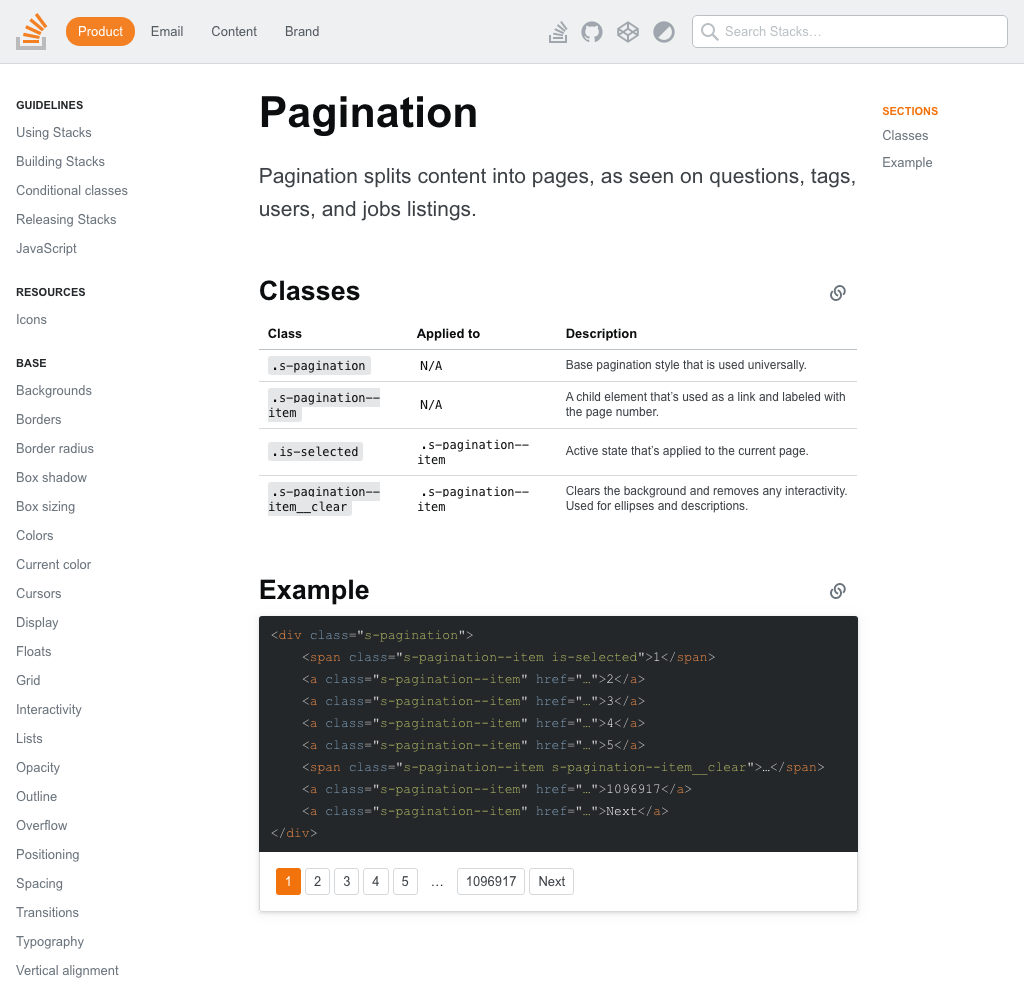 Product
Email
Content
Brand
Search Stacks…
GUIDELINES
Using Stacks
Building Stacks
Conditional classes
Releasing Stacks
JavaScript
RESOURCES
Icons
BASE
Backgrounds
Borders
Border radius
Box shadow
Box sizing
Colors
Current color
Cursors
Display
Floats
Grid
Interactivity
Lists
Opacity
Outline
Overflow
Positioning
Spacing
Transitions
Typography
Vertical alignment
Pagination
Pagination splits content into pages, as seen on questions, tags,
users, and jobs listings.
Classes
Class Applied to Description
.s-pagination N/A Base pagination style that is used universally.
.s-pagination--
item
N/A
A child element that’s used as a link and labeled with
the page number.
.is-selected
.s-pagination--
item
Active state that’s applied to the current page.
.s-pagination--
item__clear
.s-pagination--
item
Clears the background and removes any interactivity.
Used for ellipses and descriptions.
Example
<div class="s-pagination">
    <span class="s-pagination--item is-selected">1</span>
    <a class="s-pagination--item" href="…">2</a>
    <a class="s-pagination--item" href="…">3</a>
    <a class="s-pagination--item" href="…">4</a>
    <a class="s-pagination--item" href="…">5</a>
    <span class="s-pagination--item s-pagination--item__clear">…</span>
    <a class="s-pagination--item" href="…">1096917</a>
    <a class="s-pagination--item" href="…">Next</a>
</div>
1 2 3 4 5 … 1096917 Next
SECTIONS
Classes
Example